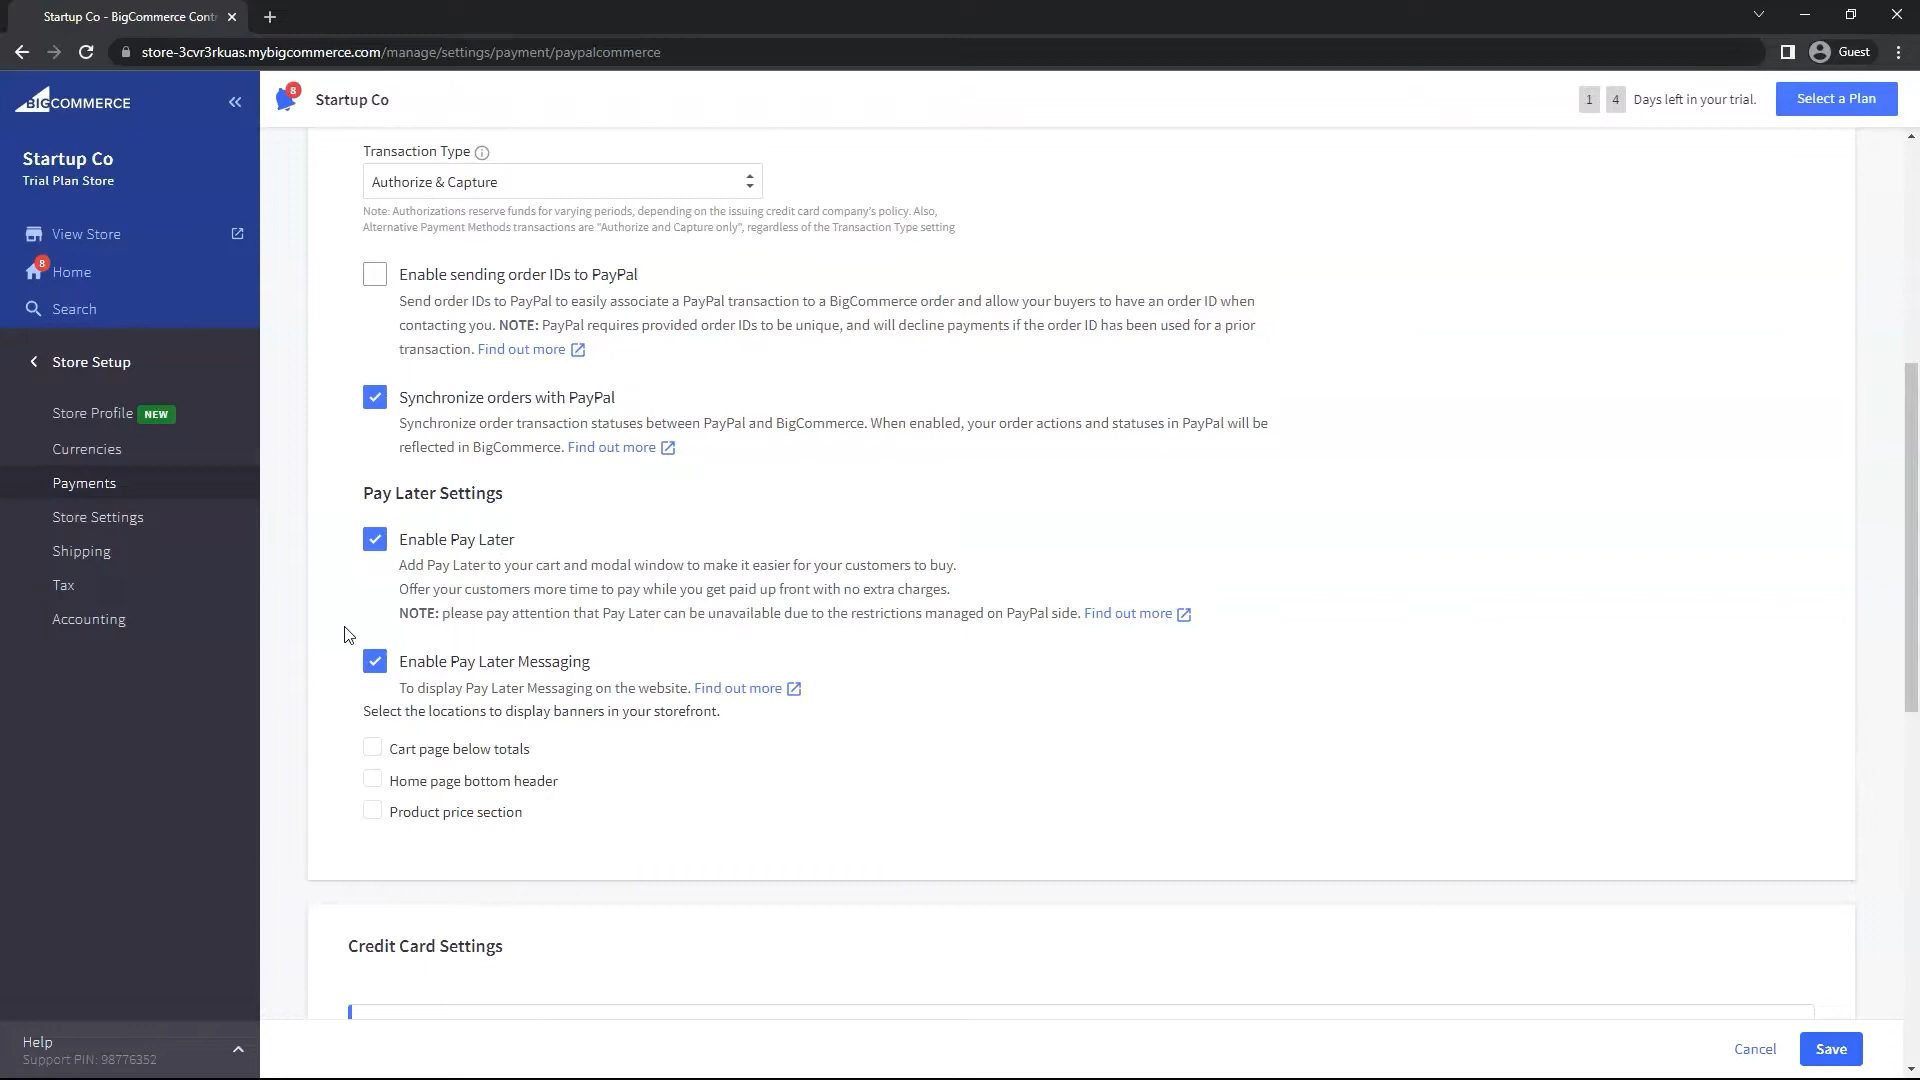 Startup Co - BigCommerce Contr
store-3cvr3rkuas.mybigcommerce.com/manage/settings/payment/paypalcommerce
Guest
BIGCOMMERCE
8
Startup Co
1 4 Days left in your trial.
Select a Plan
Startup Co
Trial Plan Store
View Store
8
Home
Search
Store Setup
Store Profile NEW
Currencies
Payments
Store Settings
Shipping
Tax
Accounting
Help
Support PIN: 98776352
Transaction Type
Authorize & Capture
Note: Authorizations reserve funds for varying periods, depending on the issuing credit card company's policy. Also,
Alternative Payment Methods transactions are "Authorize and Capture only", regardless of the Transaction Type setting
Enable sending order IDs to PayPal
Send order IDs to PayPal to easily associate a PayPal transaction to a BigCommerce order and allow your buyers to have an order ID when
contacting you. NOTE: PayPal requires provided order IDs to be unique, and will decline payments if the order ID has been used for a prior
transaction. Find out more
Synchronize orders with PayPal
Synchronize order transaction statuses between PayPal and BigCommerce. When enabled, your order actions and statuses in PayPal will be
reflected in BigCommerce. Find out more
Pay Later Settings
Enable Pay Later
Add Pay Later to your cart and modal window to make it easier for your customers to buy.
Offer your customers more time to pay while you get paid up front with no extra charges.
NOTE: please pay attention that Pay Later can be unavailable due to the restrictions managed on PayPal side. Find out more
Enable Pay Later Messaging
To display Pay Later Messaging on the website. Find out more
Select the locations to display banners in your storefront.
Cart page below totals
Home page bottom header
Product price section
Credit Card Settings
Cancel
Save